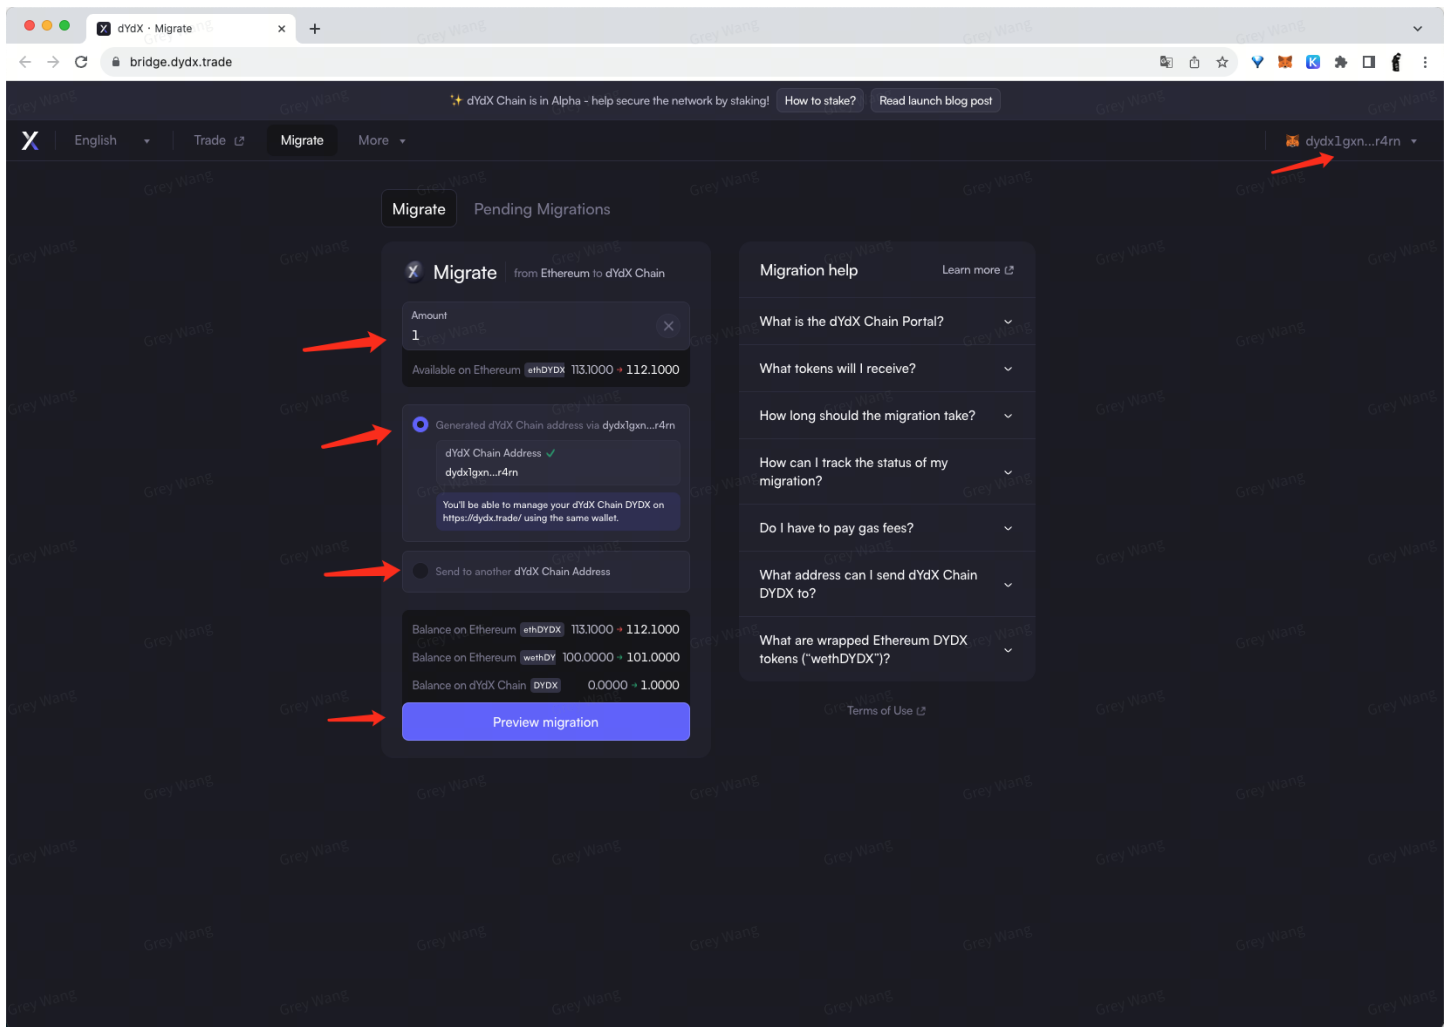 dYdX · Migrate
bridge.dydx.trade
✨ dYdX Chain is in Alpha - help secure the network by staking! How to stake? Read launch blog post
English Trade Migrate More dydx1gxn...r4rn
Migrate Pending Migrations
Migrate from Ethereum to dYdX Chain
Amount
1
Available on Ethereum ethDYDX 113.1000 → 112.1000
Generated dYdX Chain address via dydx1gxn...r4rn
dYdX Chain Address ✓
dydx1gxn...r4rn
You'll be able to manage your dYdX Chain DYDX on
https://dydx.trade/ using the same wallet.
Send to another dYdX Chain Address
Balance on Ethereum ethDYDX 113.1000 → 112.1000
Balance on Ethereum wethDY 100.0000 → 101.0000
Balance on dYdX Chain DYDX 0.0000 → 1.0000
Preview migration
Migration help Learn more
What is the dYdX Chain Portal?
What tokens will I receive?
How long should the migration take?
How can I track the status of my
migration?
Do I have to pay gas fees?
What address can I send dYdX Chain
DYDX to?
What are wrapped Ethereum DYDX
tokens (“wethDYDX”)?
Terms of Use
Grey Wang